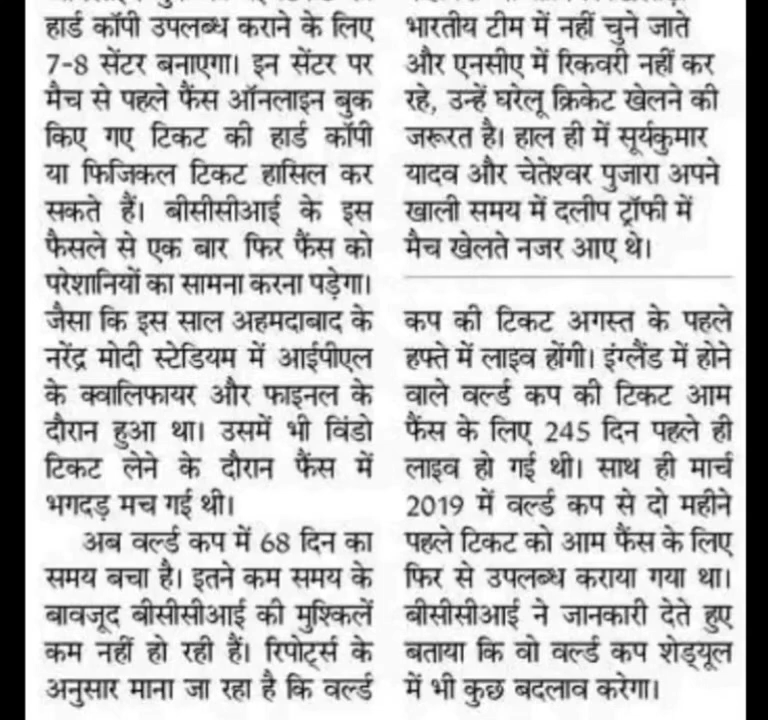 हार्ड कॉपी उपलब्ध कराने के लिए
7-8 सेंटर बनाएगा। इन सेंटर पर
मैच से पहले फैंस ऑनलाइन बुक
किए गए टिकट की हार्ड कॉपी
या फिजिकल टिकट हासिल कर
सकते हैं। बीसीसीआई के इस
फैसले से एक बार फिर फैंस को
परेशानियों का सामना करना पड़ेगा।
जैसा कि इस साल अहमदाबाद के
नरेंद्र मोदी स्टेडियम में आईपीएल
के क्वालिफायर और फाइनल के
दौरान हुआ था। उसमें भी विंडो
टिकट लेने के दौरान फैंस में
भगदड़ मच गई थी।
अब वर्ल्ड कप में 68 दिन का
समय बचा है। इतने कम समय के
बावजूद बीसीसीआई की मुश्किलें
कम नहीं हो रही हैं। रिपोर्ट्स के
अनुसार माना जा रहा है कि वर्ल्ड
भारतीय टीम में नहीं चुने जाते
और एनसीए में रिकवरी नहीं कर
रहे, उन्हें घरेलू क्रिकेट खेलने की
जरूरत है। हाल ही में सूर्यकुमार
यादव और चेतेश्वर पुजारा अपने
खाली समय में दलीप ट्रॉफी में
मैच खेलते नजर आए थे।
कप की टिकट अगस्त के पहले
हफ्ते में लाइव होंगी। इंग्लैंड में होने
वाले वर्ल्ड कप की टिकट आम
फैंस के लिए 245 दिन पहले ही
लाइव हो गई थी। साथ ही मार्च
2019 में वर्ल्ड कप से दो महीने
पहले टिकट को आम फैंस के लिए
फिर से उपलब्ध कराया गया था।
बीसीसीआई ने जानकारी देते हुए
बताया कि वो वर्ल्ड कप शेड्यूल
में भी कुछ बदलाव करेगा।